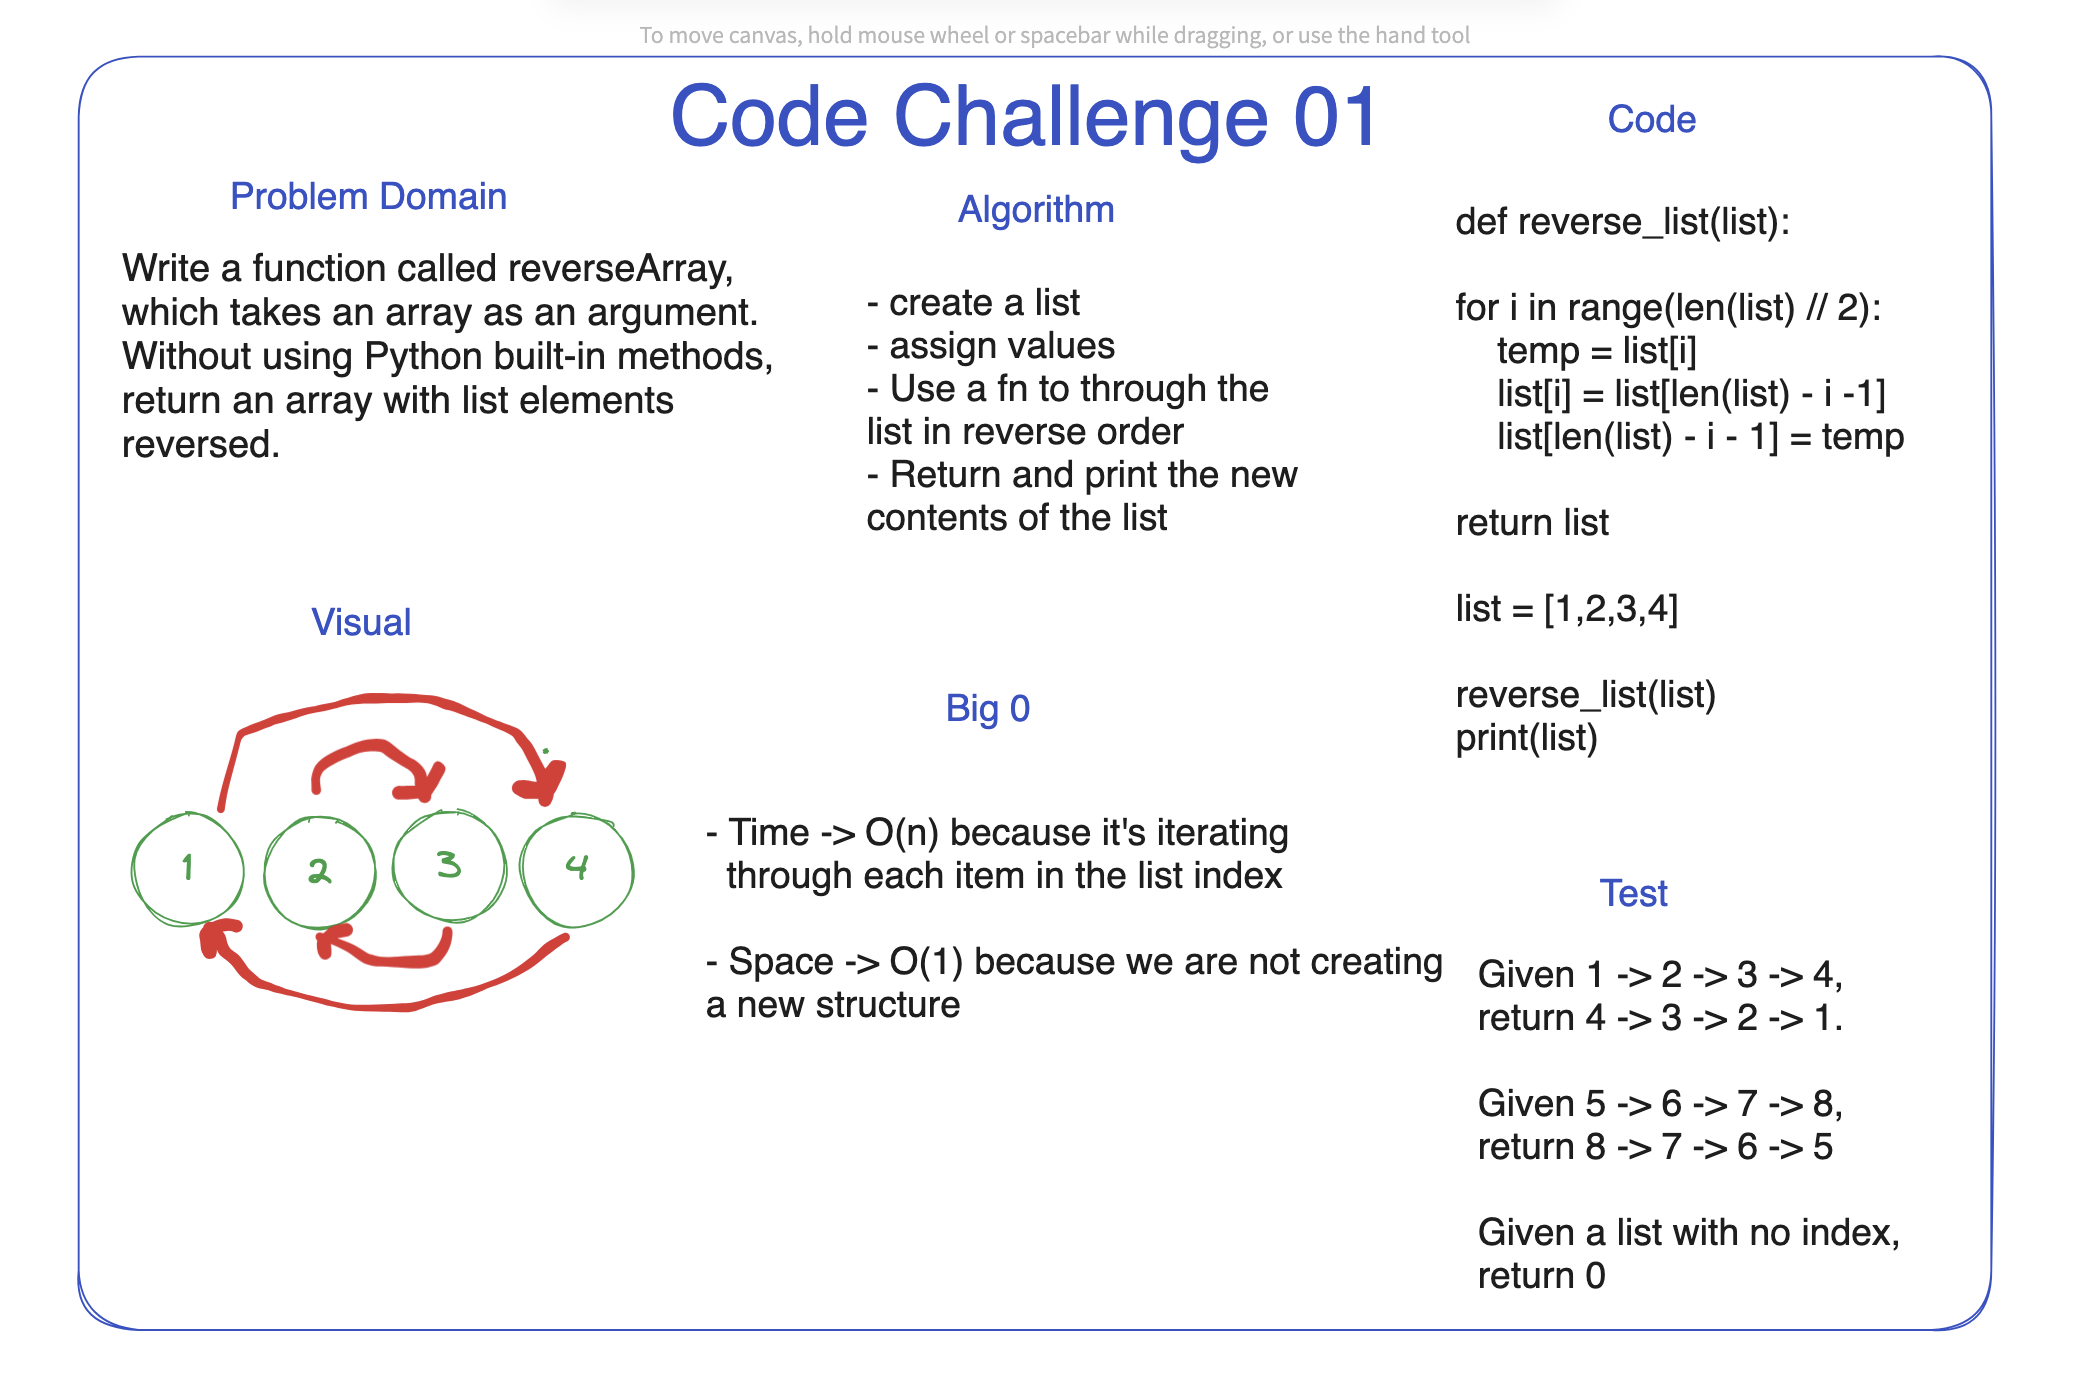 To move canvas, hold mouse wheel or spacebar while dragging, or use the hand tool
Code Challenge 01
Problem Domain
Write a function called reverseArray,
which takes an array as an argument.
Without using Python built-in methods,
return an array with list elements
reversed.
Visual
1 2 3 4
Algorithm
- create a list
- assign values
- Use a fn to through the
list in reverse order
- Return and print the new
contents of the list
Big 0
- Time -> O(n) because it's iterating
through each item in the list index
- Space -> O(1) because we are not creating
a new structure
Code
def reverse_list(list):
for i in range(len(list) // 2):
temp = list[i]
list[i] = list[len(list) - i -1]
list[len(list) - i - 1] = temp
return list
list = [1,2,3,4]
reverse_list(list)
print(list)
Test
Given 1 -> 2 -> 3 -> 4,
return 4 -> 3 -> 2 -> 1.
Given 5 -> 6 -> 7 -> 8,
return 8 -> 7 -> 6 -> 5
Given a list with no index,
return 0